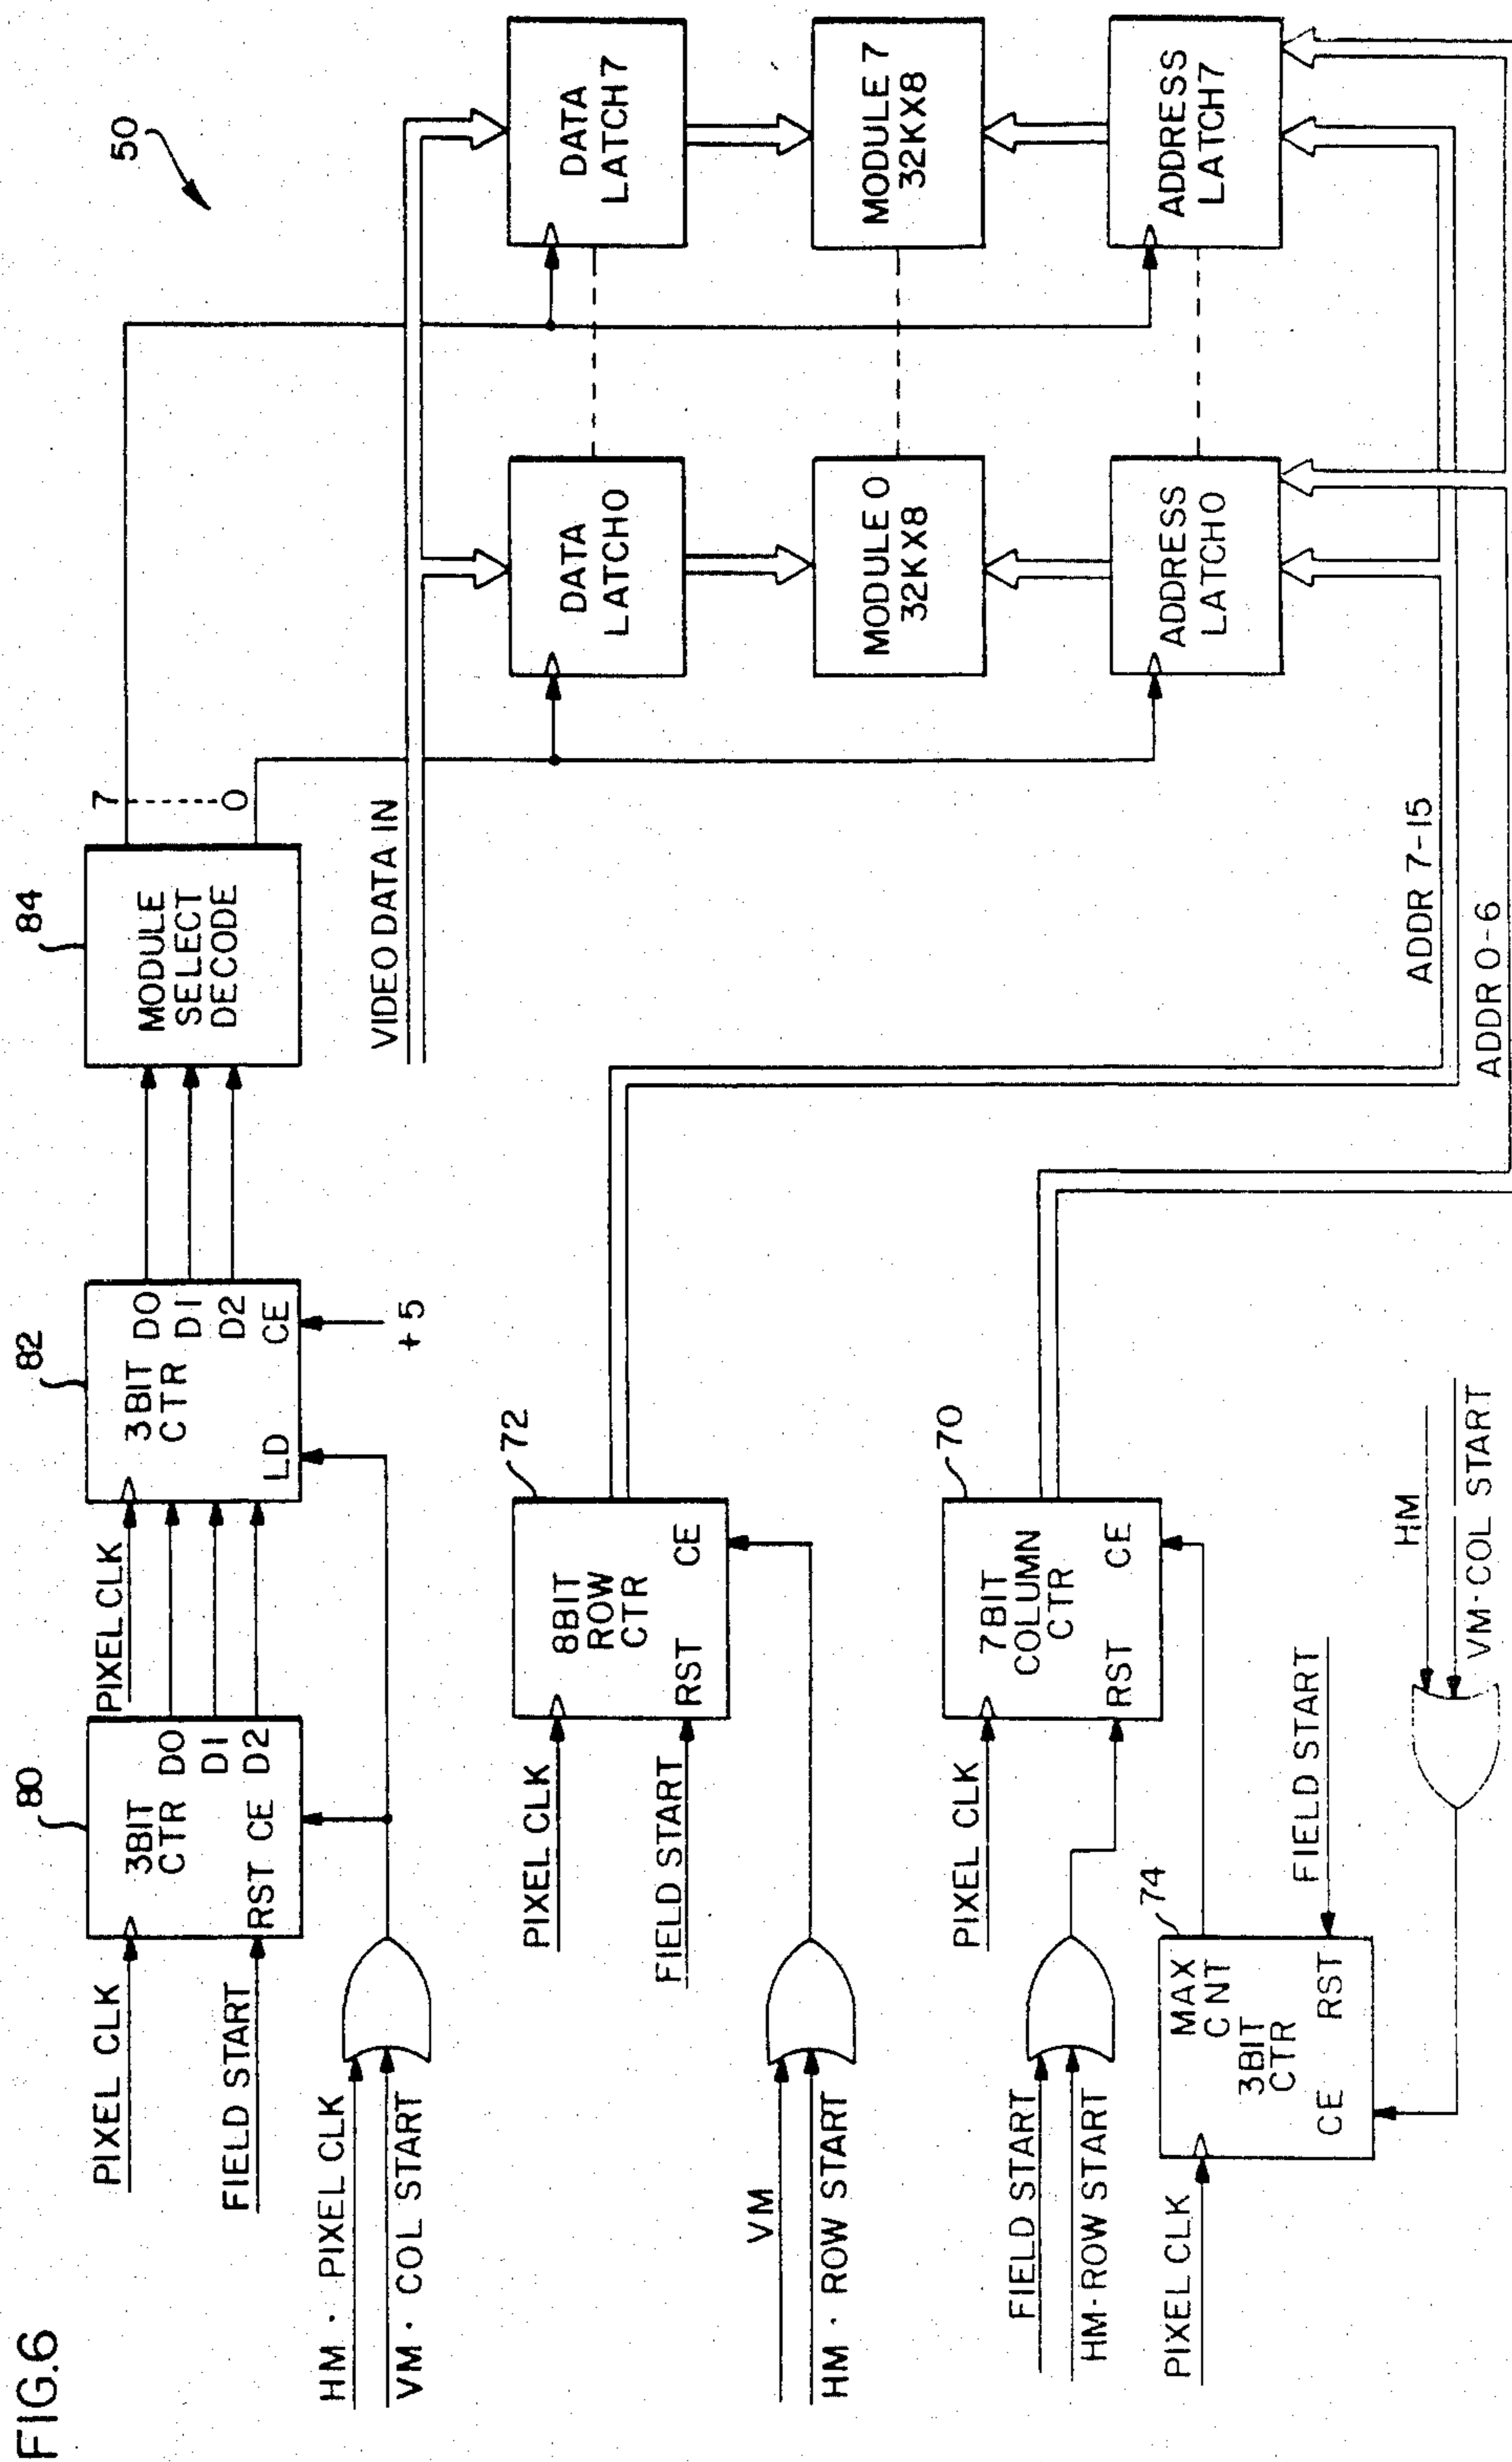 FIG.6
50
PIXEL CLK
FIELD START
HM · PIXEL CLK
VM · COL START
80
3BIT
CTR
D0
D1
D2
RST
CE
PIXEL CLK
82
3BIT
CTR
D0
D1
D2
LD
CE
+5
84
MODULE
SELECT
DECODE
7
0
VIDEO DATA IN
DATA
LATCH0
DATA
LATCH7
MODULE 0
32KX8
MODULE 7
32KX8
ADDRESS
LATCH0
ADDRESS
LATCH7
PIXEL CLK
FIELD START
VM
HM · ROW START
72
8BIT
ROW
CTR
RST
CE
ADDR 7-15
ADDR 0-6
PIXEL CLK
FIELD START
HM·ROW START
70
7BIT
COLUMN
CTR
RST
CE
PIXEL CLK
74
MAX
CNT
3BIT
CTR
CE
RST
FIELD START
HM
VM·COL START